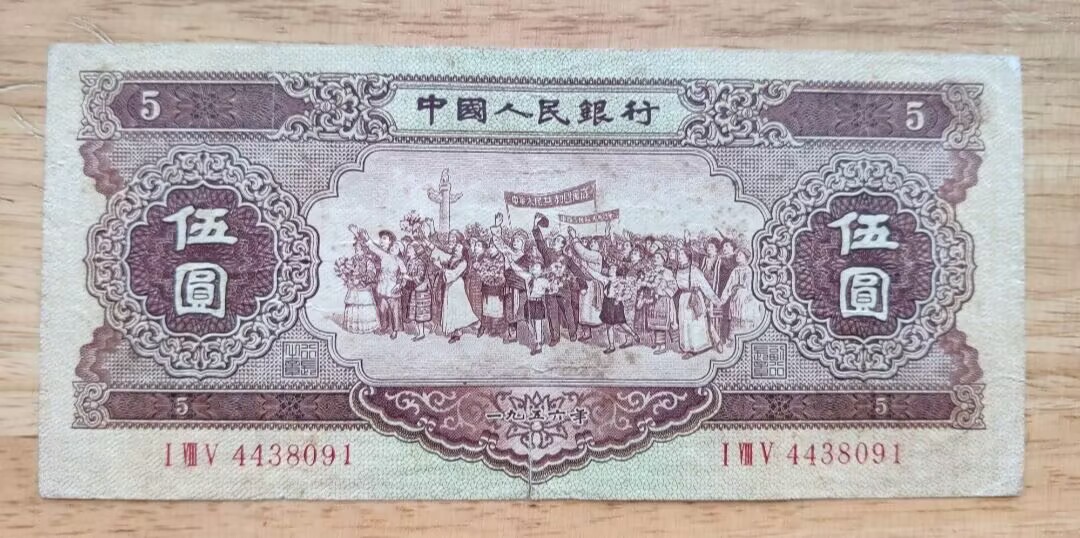 5 中國人民銀行 5
伍圓 伍圓
5 一九五六年 5
I VIII V 4438091 I VIII V 4438091